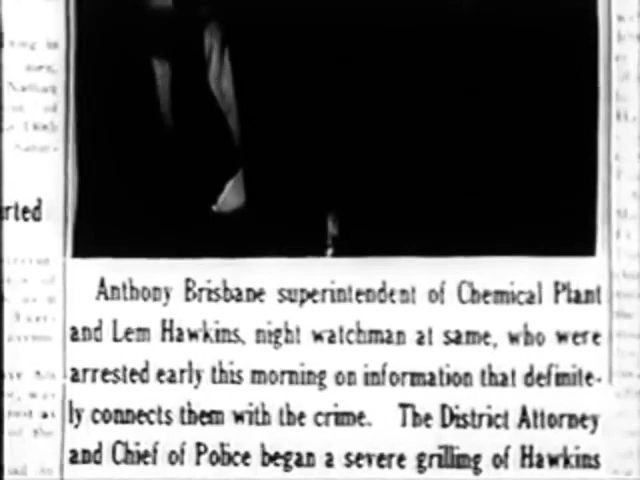 rted
Anthony Brisbane superintendent of Chemical Plant
and Lem Hawkins, night watchman at same, who were
arrested early this morning on information that definite-
ly connects them with the crime. The District Attorney
and Chief of Police began a severe grilling of Hawkins